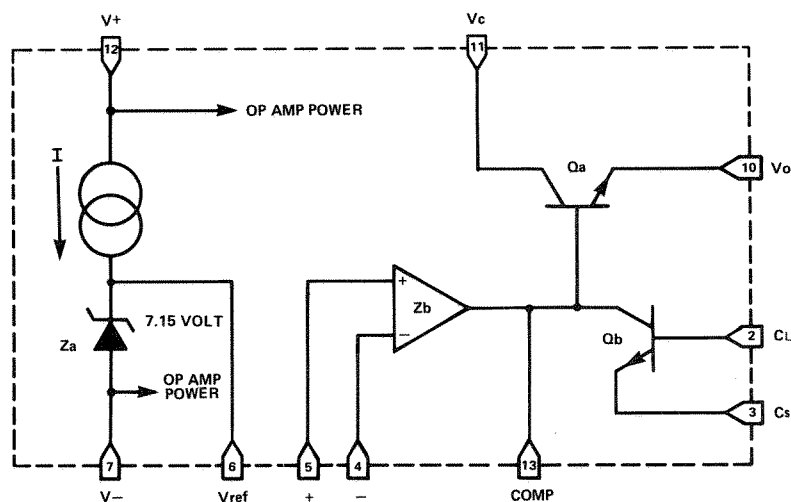 V+
Vc
12
11
OP AMP POWER
I
Qa
10
Vo
+
Zb
−
7.15 VOLT
Za
Qb
2
CL
OP AMP
POWER
3
Cs
7
6
5
4
13
V−
Vref
+
−
COMP